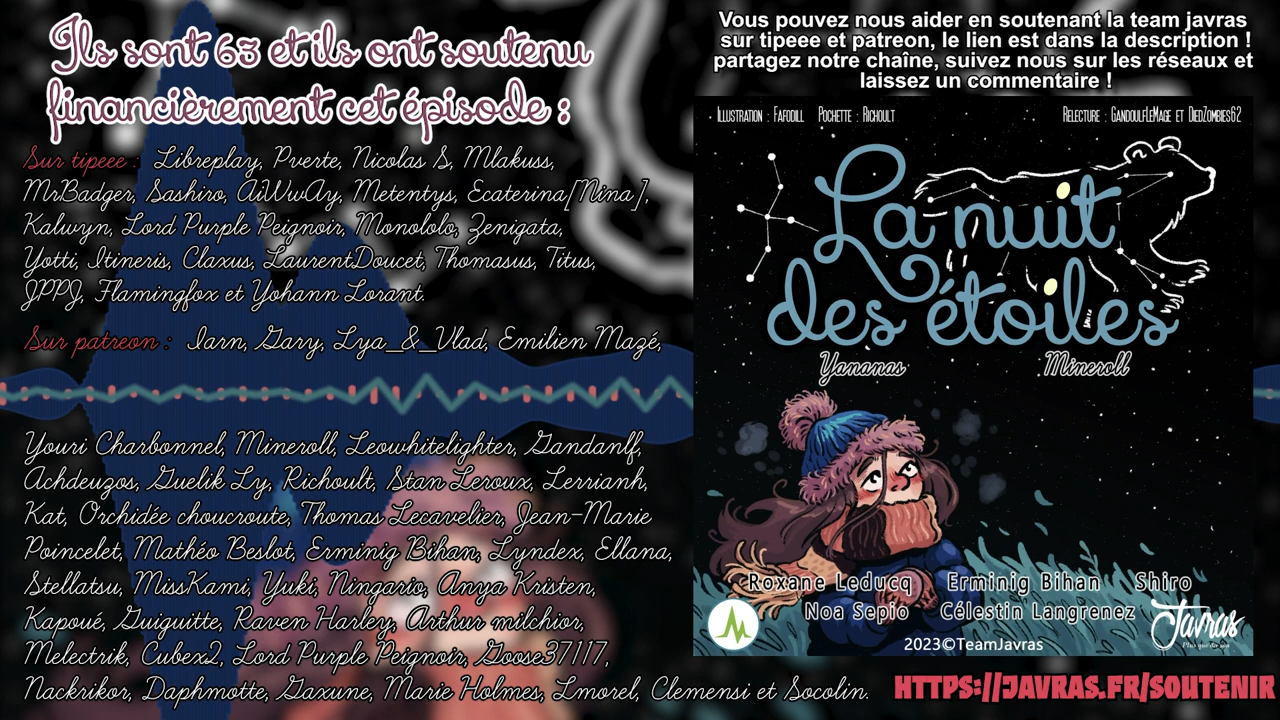 Ils sont 63 et ils ont soutenu
financièrement cet épisode :
Sur tipeee : Libreplay, Pverte, Nicolas S, Mlakuss,
MrBadger, Sashiro, AiWwAy, Metentys, Ecaterina[Nina],
Kalwyn, Lord Purple Peignoir, Monololo, Zenigata,
Yotti, Itineris, Claxus, LaurentDoucet, Thomasus, Titus,
JPPJ, Flamingfox et Yohann Lorant.
Sur patreon : Iarn, Gary, Lya_&_Vlad, Emilien Mazé,
Youri Charbonnel, Mineroll, Leowhitelighter, Gandanlf,
Achdeuzos, Guerik Ly, Richoult, Stan Leroux, Lerrianh,
Kat, Orchidée choucroute, Thomas Lecavelier, Jean-Marie
Poincelet, Mathéo Beslot, Erminig Bihan, Lyndex, Ellana,
Stellatsu, MissKami, Yuki, Ningario, Anya Kristen,
Kapoué, Guiguitte, Raven Harley, Arthur milchior,
Melectrik, Cubex2, Lord Purple Peignoir, Goose37117,
Nackrikor, Daphmotte, Gaxune, Marie Holmes, Lmorel, Clemensi et Socolin.
Vous pouvez nous aider en soutenant la team javras
sur tipeee et patreon, le lien est dans la description !
partagez notre chaîne, suivez nous sur les réseaux et
laissez un commentaire !
Illustration : Fafodill Pochette : Richoult
Relecture : GandoulfLeMage et DiedZombies62
La nuit
des étoiles
Yananas Mineroll
Roxane Leducq Erminig Bihan Shiro
Noa Sepio Célestin Langrenez
Javras
Plus que du son
2023©TeamJavras
HTTPS://JAVRAS.FR/SOUTENIR